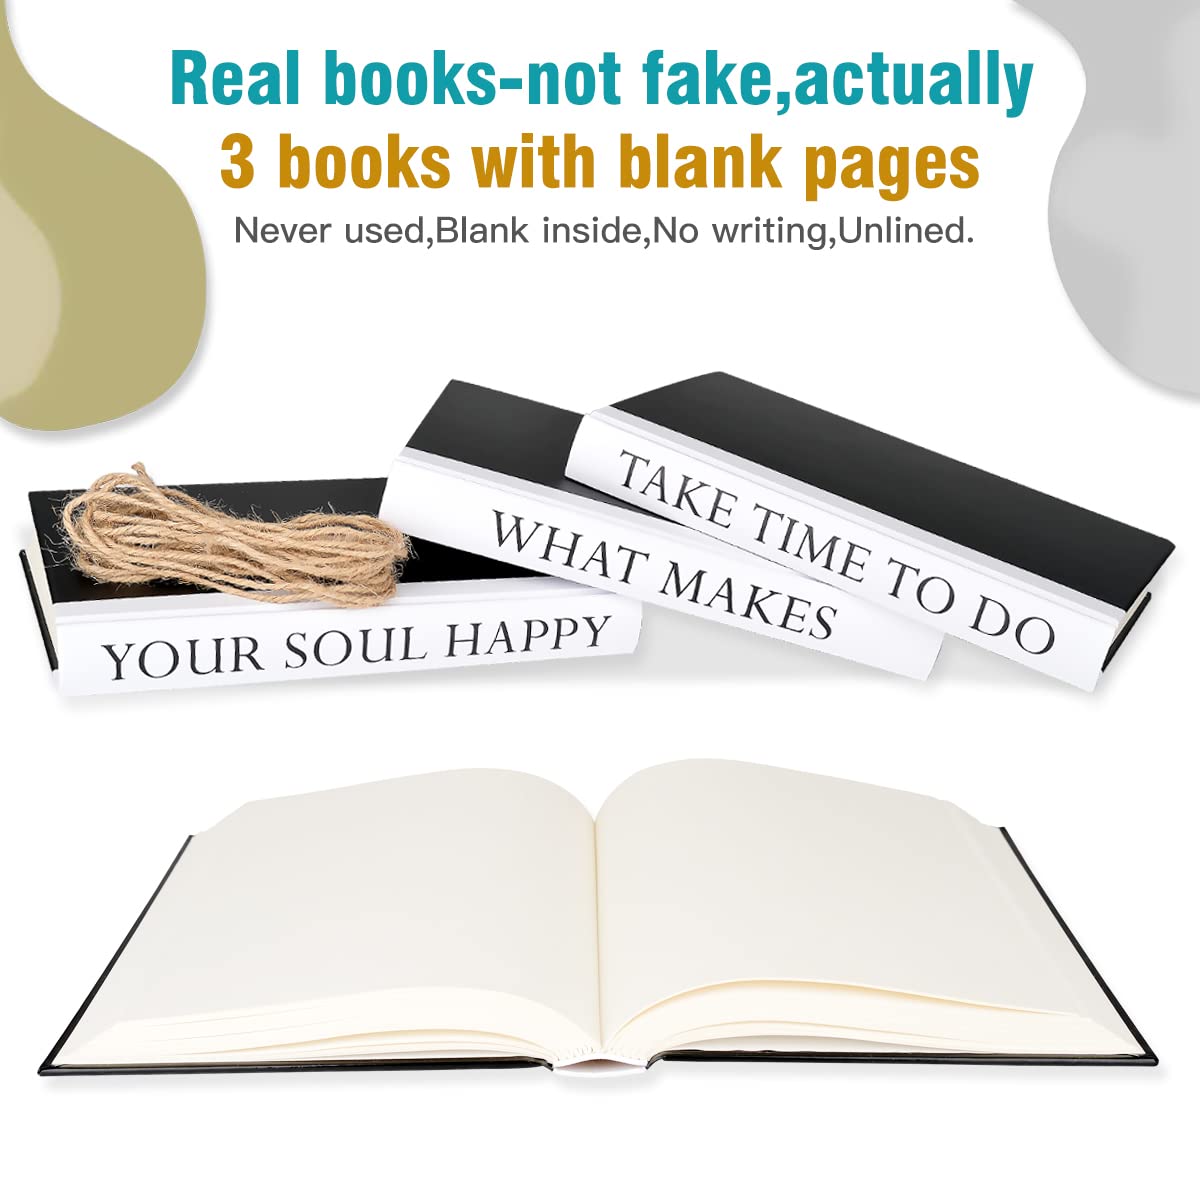 Real books-not fake,actually
3 books with blank pages
Never used,Blank inside,No writing,Unlined.
TAKE TIME TO DO
WHAT MAKES
YOUR SOUL HAPPY